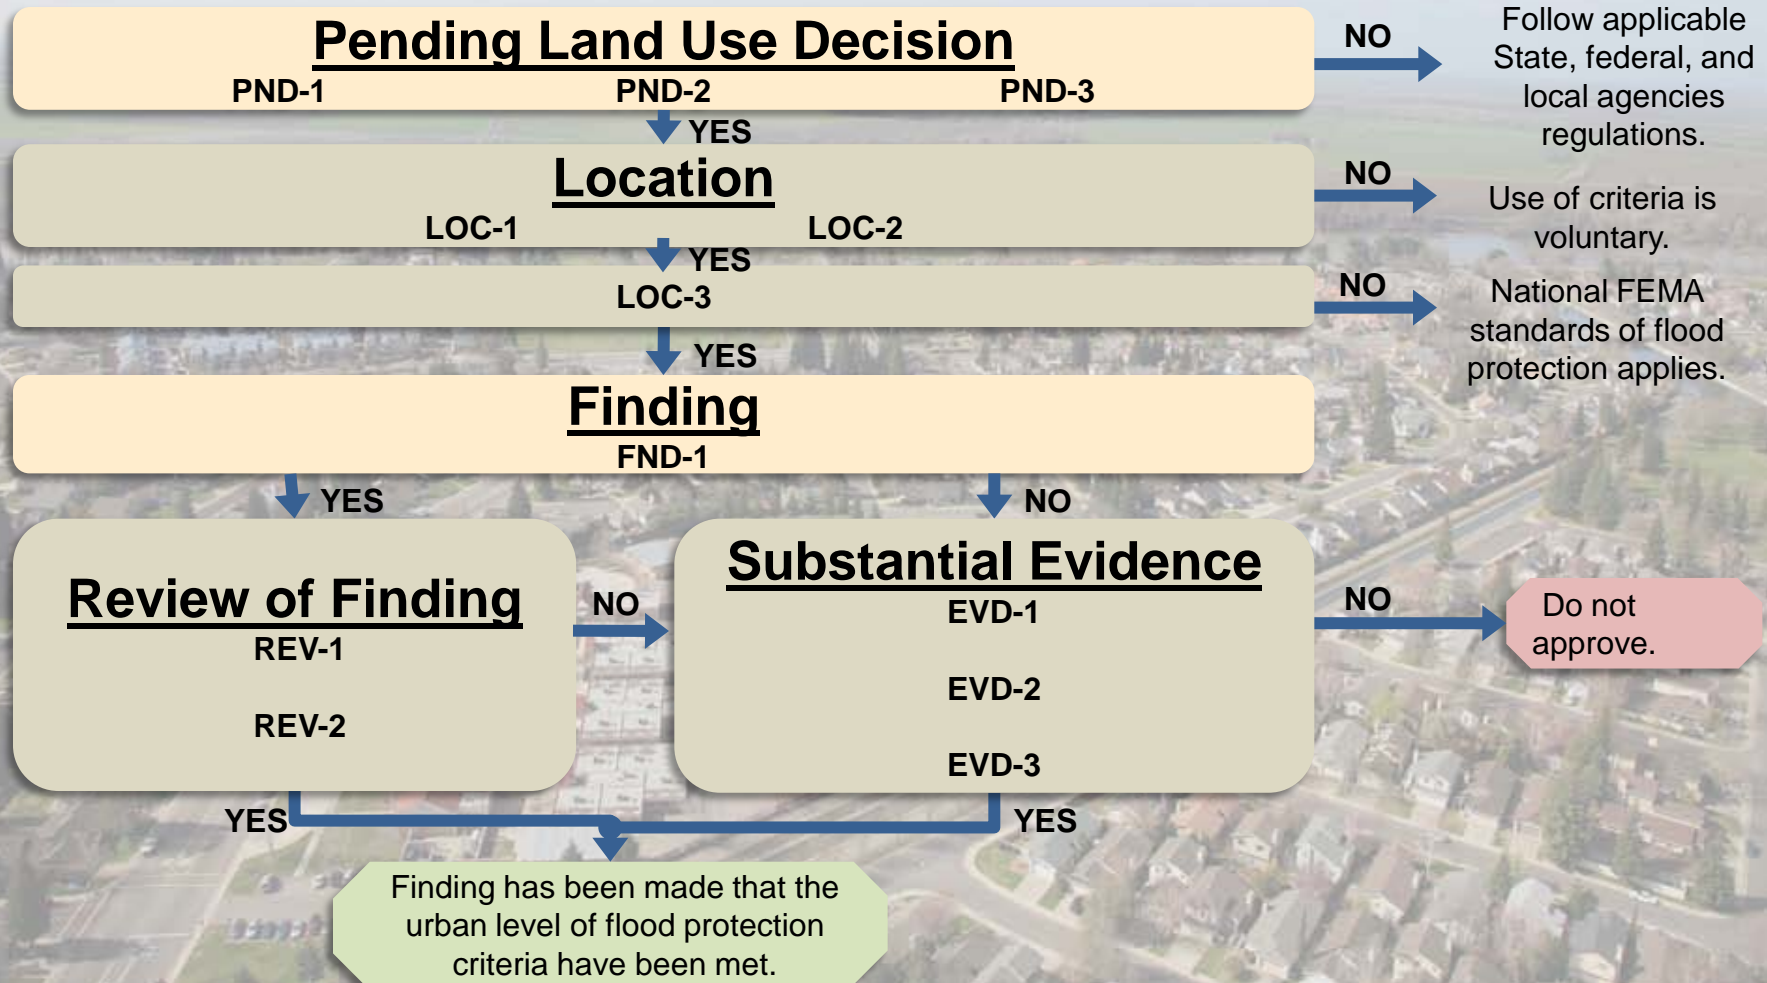 Pending Land Use Decision
PND-1 PND-2 PND-3
NO
Follow applicable
State, federal, and
local agencies
regulations.
YES
Location
LOC-1 LOC-2
NO
Use of criteria is
voluntary.
YES
LOC-3
NO
National FEMA
standards of flood
protection applies.
YES
Finding
FND-1
YES
NO
Review of Finding
REV-1
REV-2
NO
Substantial Evidence
EVD-1
EVD-2
EVD-3
NO
Do not
approve.
YES
YES
Finding has been made that the
urban level of flood protection
criteria have been met.